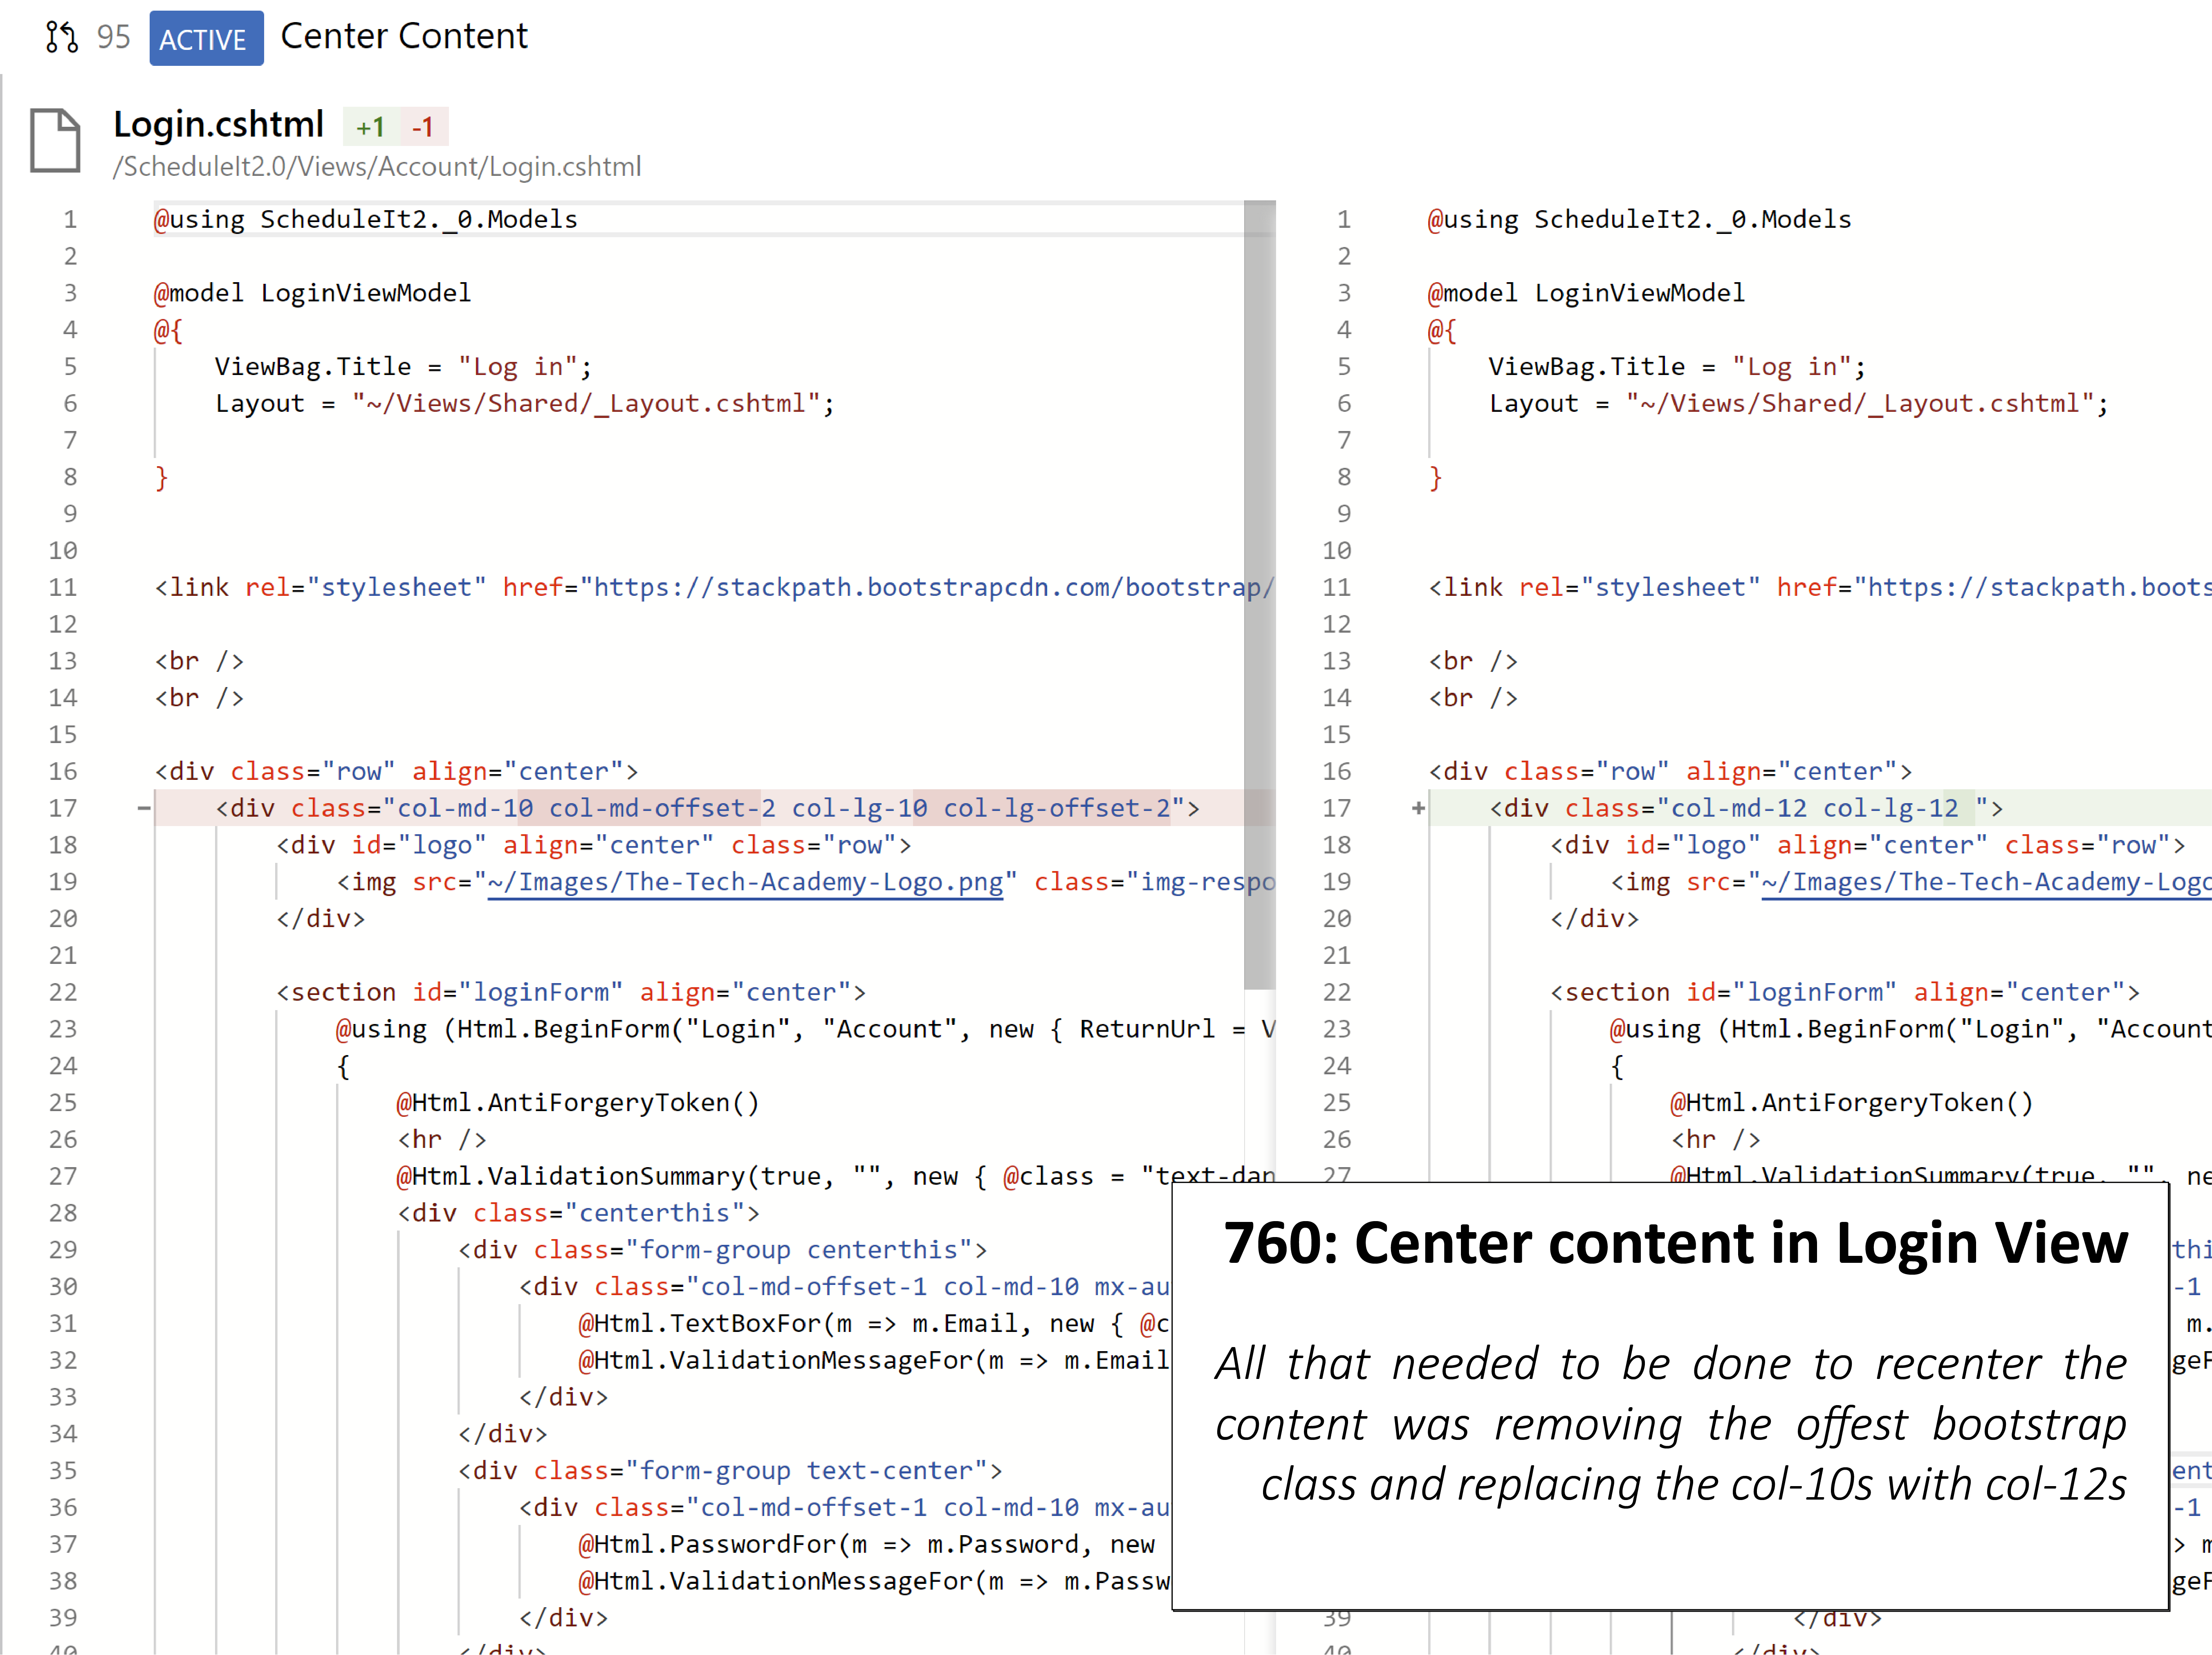 95 ACTIVE Center Content
Login.cshtml +1 -1
/ScheduleIt2.0/Views/Account/Login.cshtml
1 @using ScheduleIt2._0.Models
2
3 @model LoginViewModel
4 @{
5 ViewBag.Title = "Log in";
6 Layout = "~/Views/Shared/_Layout.cshtml";
7
8 }
9
10
11 <link rel="stylesheet" href="https://stackpath.bootstrapcdn.com/bootstrap/
12
13 <br />
14 <br />
15
16 <div class="row" align="center">
17 - <div class="col-md-10 col-md-offset-2 col-lg-10 col-lg-offset-2">
18 <div id="logo" align="center" class="row">
19 <img src="~/Images/The-Tech-Academy-Logo.png" class="img-respo
20 </div>
21
22 <section id="loginForm" align="center">
23 @using (Html.BeginForm("Login", "Account", new { ReturnUrl = V
24 {
25 @Html.AntiForgeryToken()
26 <hr />
27 @Html.ValidationSummary(true, "", new { @class = "text-dan
28 <div class="centerthis">
29 <div class="form-group centerthis">
30 <div class="col-md-offset-1 col-md-10 mx-au
31 @Html.TextBoxFor(m => m.Email, new { @c
32 @Html.ValidationMessageFor(m => m.Email
33 </div>
34 </div>
35 <div class="form-group text-center">
36 <div class="col-md-offset-1 col-md-10 mx-au
37 @Html.PasswordFor(m => m.Password, new
38 @Html.ValidationMessageFor(m => m.Passw
39 </div>
40 </div>
1 @using ScheduleIt2._0.Models
2
3 @model LoginViewModel
4 @{
5 ViewBag.Title = "Log in";
6 Layout = "~/Views/Shared/_Layout.cshtml";
7
8 }
9
10
11 <link rel="stylesheet" href="https://stackpath.boots
12
13 <br />
14 <br />
15
16 <div class="row" align="center">
17 + <div class="col-md-12 col-lg-12 ">
18 <div id="logo" align="center" class="row">
19 <img src="~/Images/The-Tech-Academy-Logo
20 </div>
21
22 <section id="loginForm" align="center">
23 @using (Html.BeginForm("Login", "Account
24 {
25 @Html.AntiForgeryToken()
26 <hr />
27 @Html.ValidationSummary(true, "", ne
thi
-1
m.
geF
ent
-1
> m
geF
39 </div>
40 </div>
760: Center content in Login View
All that needed to be done to recenter the
content was removing the offest bootstrap
class and replacing the col-10s with col-12s